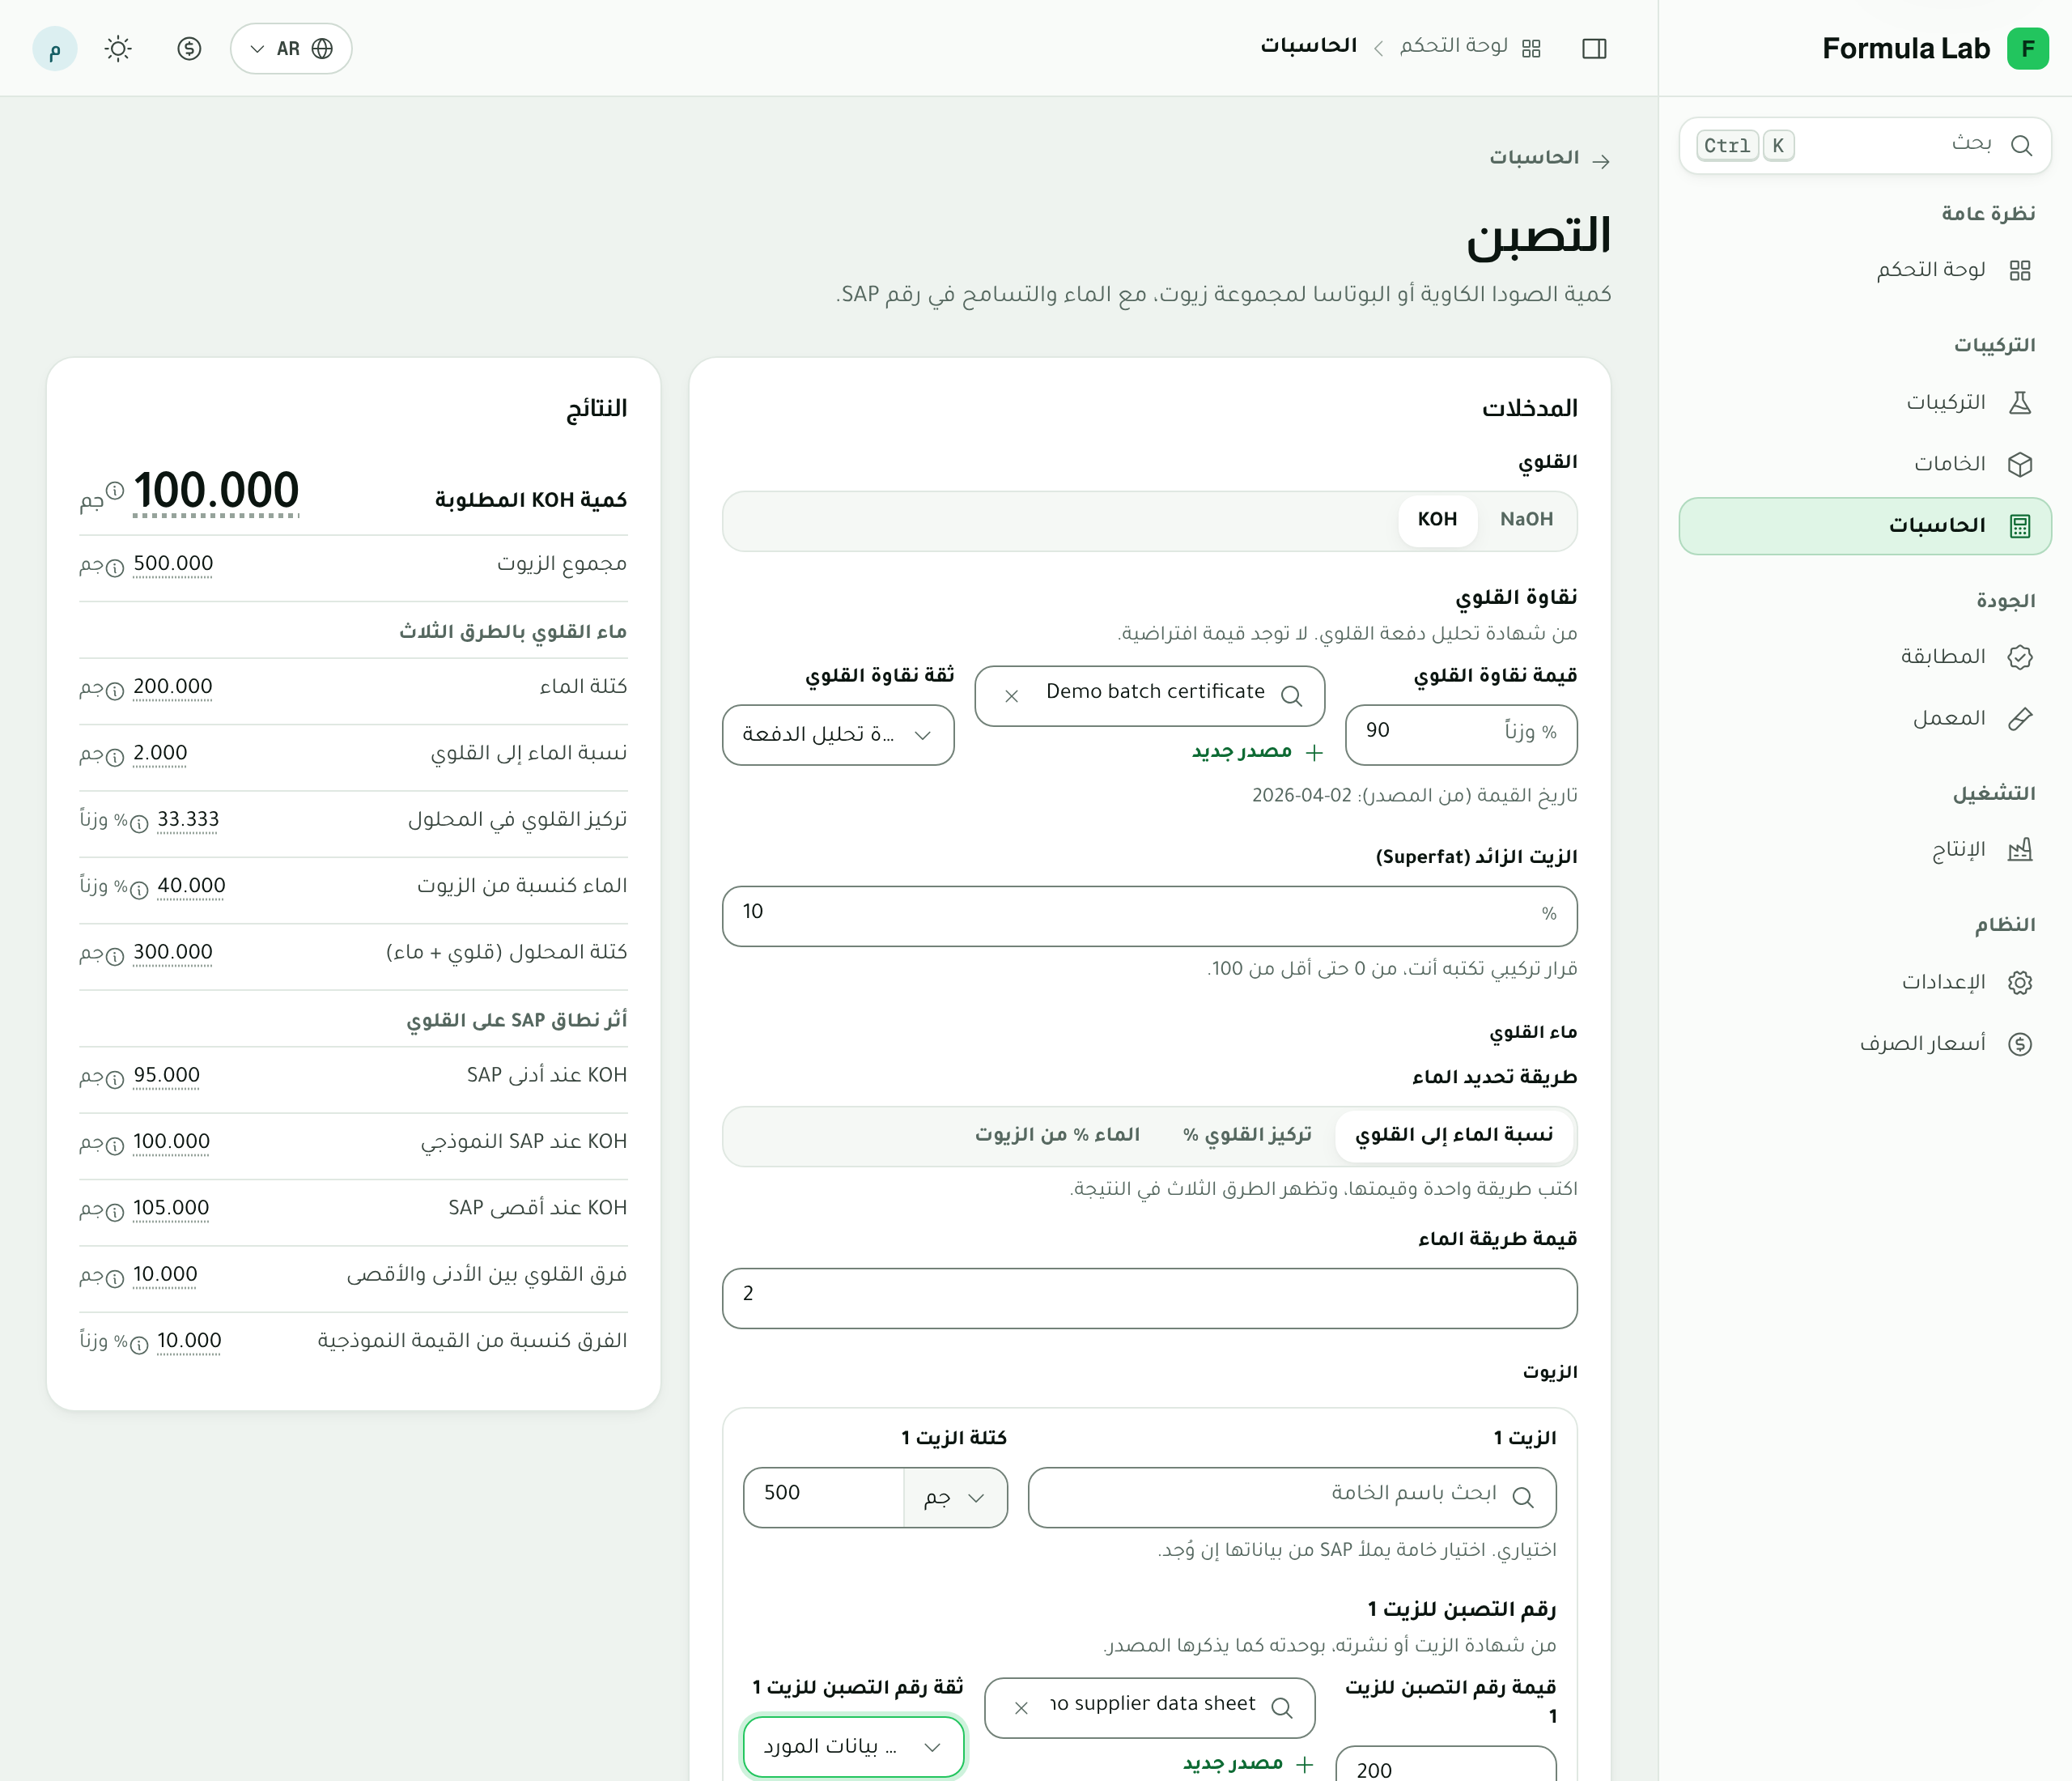 Formula Lab
F
بحث
Ctrl K
نظرة عامة
لوحة التحكم
التركيبات
التركيبات
الخامات
الحاسبات
الجودة
المطابقة
المعمل
التشغيل
الإنتاج
النظام
الإعدادات
أسعار الصرف
لوحة التحكم
الحاسبات
AR
م
الحاسبات
التصبن
كمية الصودا الكاوية أو البوتاسا لمجموعة زيوت، مع الماء والتسامح في رقم SAP.
المدخلات
القلوي
NaOH KOH
نقاوة القلوي
من شهادة تحليل دفعة القلوي. لا توجد قيمة افتراضية.
قيمة نقاوة القلوي
% وزناً 90
Demo batch certificate
مصدر جديد
ثقة نقاوة القلوي
ة تحليل الدفعة...
تاريخ القيمة (من المصدر): 2026-04-02
الزيت الزائد (Superfat)
% 10
قرار تركيبي تكتبه أنت، من 0 حتى أقل من 100.
ماء القلوي
طريقة تحديد الماء
نسبة الماء إلى القلوي تركيز القلوي % الماء % من الزيوت
اكتب طريقة واحدة وقيمتها، وتظهر الطرق الثلاث في النتيجة.
قيمة طريقة الماء
2
الزيوت
الزيت 1
ابحث باسم الخامة
كتلة الزيت 1
جم 500
اختياري. اختيار خامة يملأ SAP من بياناتها إن وُجد.
رقم التصبن للزيت 1
من شهادة الزيت أو نشرته، بوحدته كما يذكرها المصدر.
قيمة رقم التصبن للزيت
1
200
no supplier data sheet
مصدر جديد
ثقة رقم التصبن للزيت 1
بيانات المورد ...
النتائج
كمية KOH المطلوبة 100.000 جم
مجموع الزيوت 500.000 جم
ماء القلوي بالطرق الثلاث
كتلة الماء 200.000 جم
نسبة الماء إلى القلوي 2.000 جم
تركيز القلوي في المحلول 33.333 % وزناً
الماء كنسبة من الزيوت 40.000 % وزناً
كتلة المحلول (قلوي + ماء) 300.000 جم
أثر نطاق SAP على القلوي
KOH عند أدنى SAP 95.000 جم
KOH عند SAP النموذجي 100.000 جم
KOH عند أقصى SAP 105.000 جم
فرق القلوي بين الأدنى والأقصى 10.000 جم
الفرق كنسبة من القيمة النموذجية 10.000 % وزناً